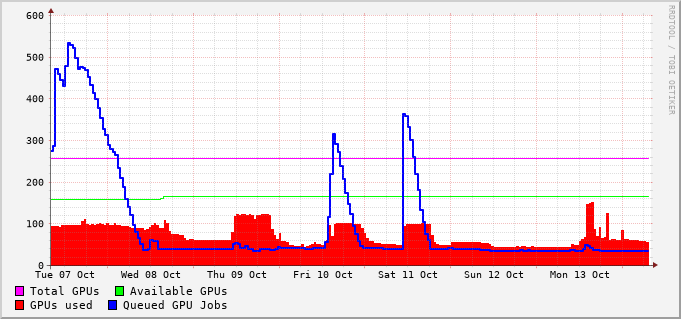 600
500
400
300
200
100
0
Tue 07 Oct Wed 08 Oct Thu 09 Oct Fri 10 Oct Sat 11 Oct Sun 12 Oct Mon 13 Oct
Total GPUs Available GPUs
GPUs used Queued GPU Jobs
RRDTOOL / TOBI OETIKER